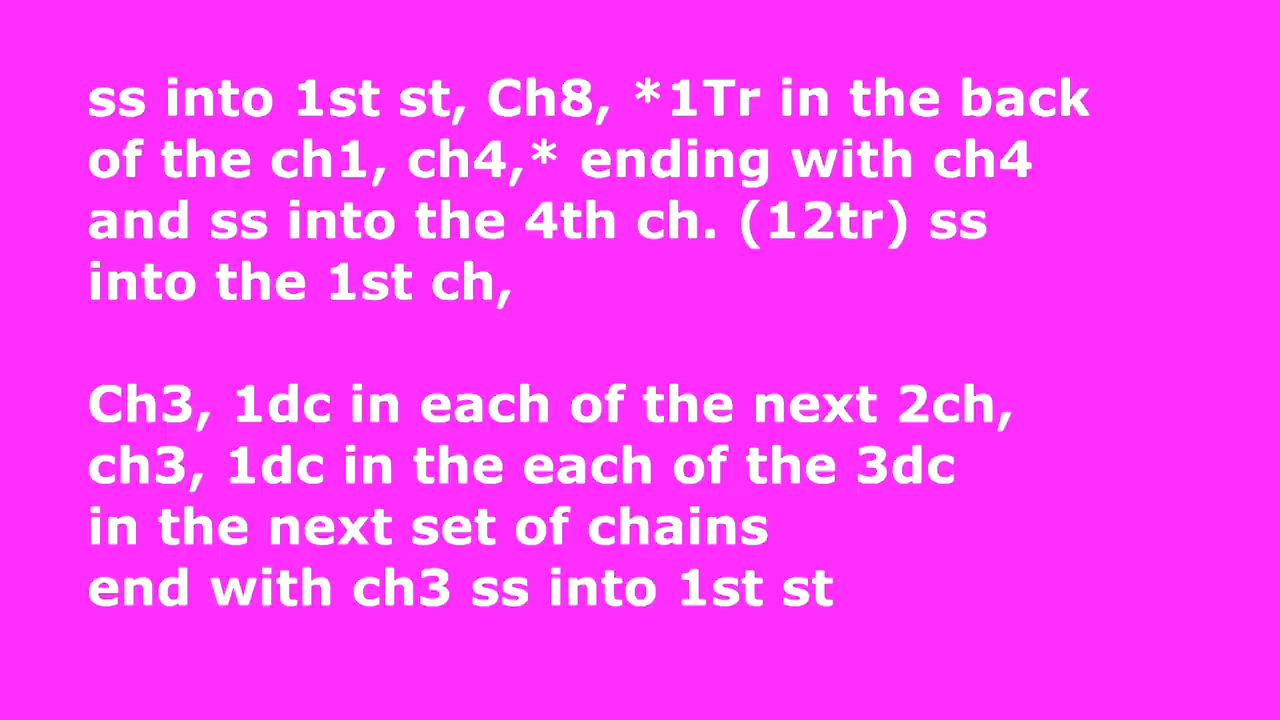 ss into 1st st, Ch8, *1Tr in the back
of the ch1, ch4,* ending with ch4
and ss into the 4th ch. (12tr) ss
into the 1st ch,
Ch3, 1dc in each of the next 2ch,
ch3, 1dc in the each of the 3dc
in the next set of chains
end with ch3 ss into 1st st